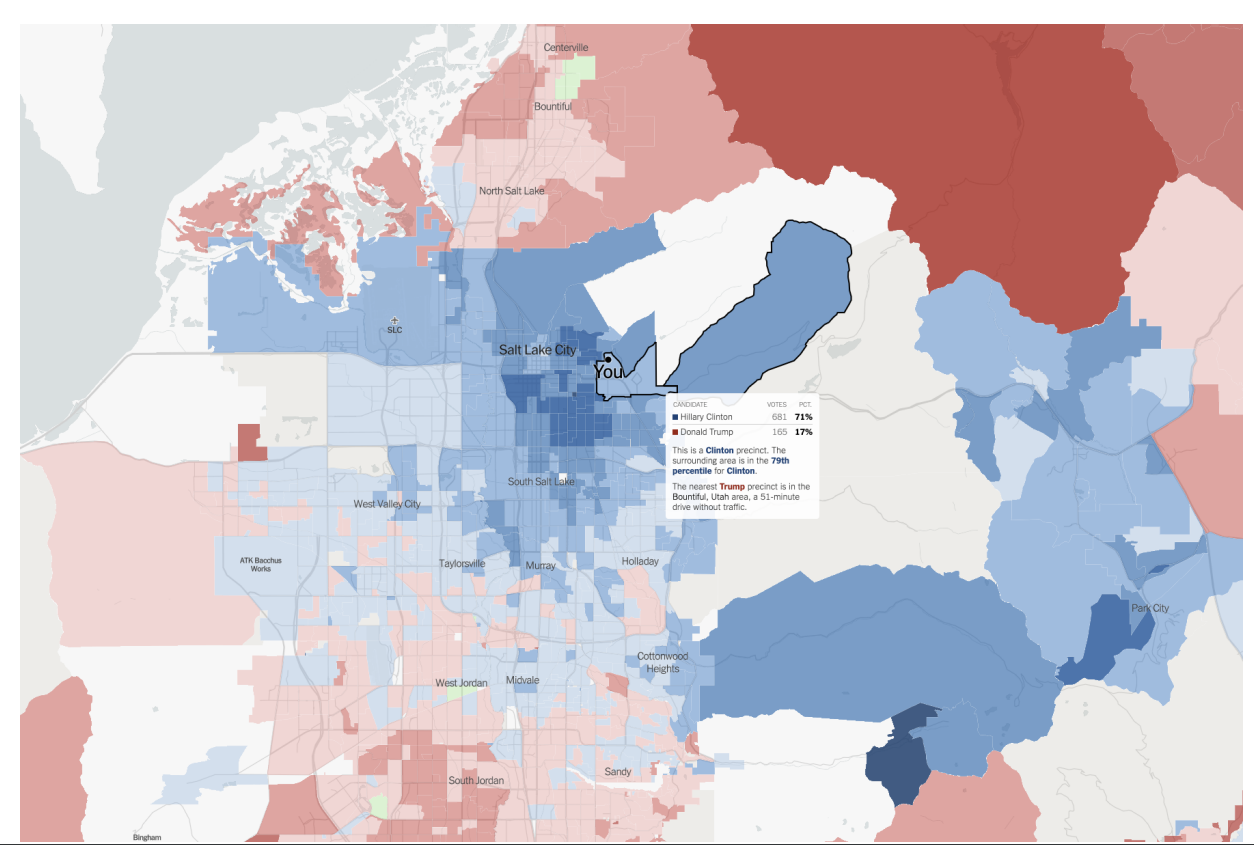 Centerville
Bountiful
North Salt Lake
SLC
Salt Lake City
You
CANDIDATE VOTES PCT.
Hillary Clinton 681 71%
Donald Trump 165 17%
This is a Clinton precinct. The
surrounding area is in the 79th
percentile for Clinton.
The nearest Trump precinct is in the
Bountiful, Utah area, a 51-minute
drive without traffic.
South Salt Lake
West Valley City
ATK Bacchus
Works
Taylorsville
Murray
Holladay
Park City
Cottonwood
Heights
West Jordan
Midvale
Sandy
South Jordan
Bingham